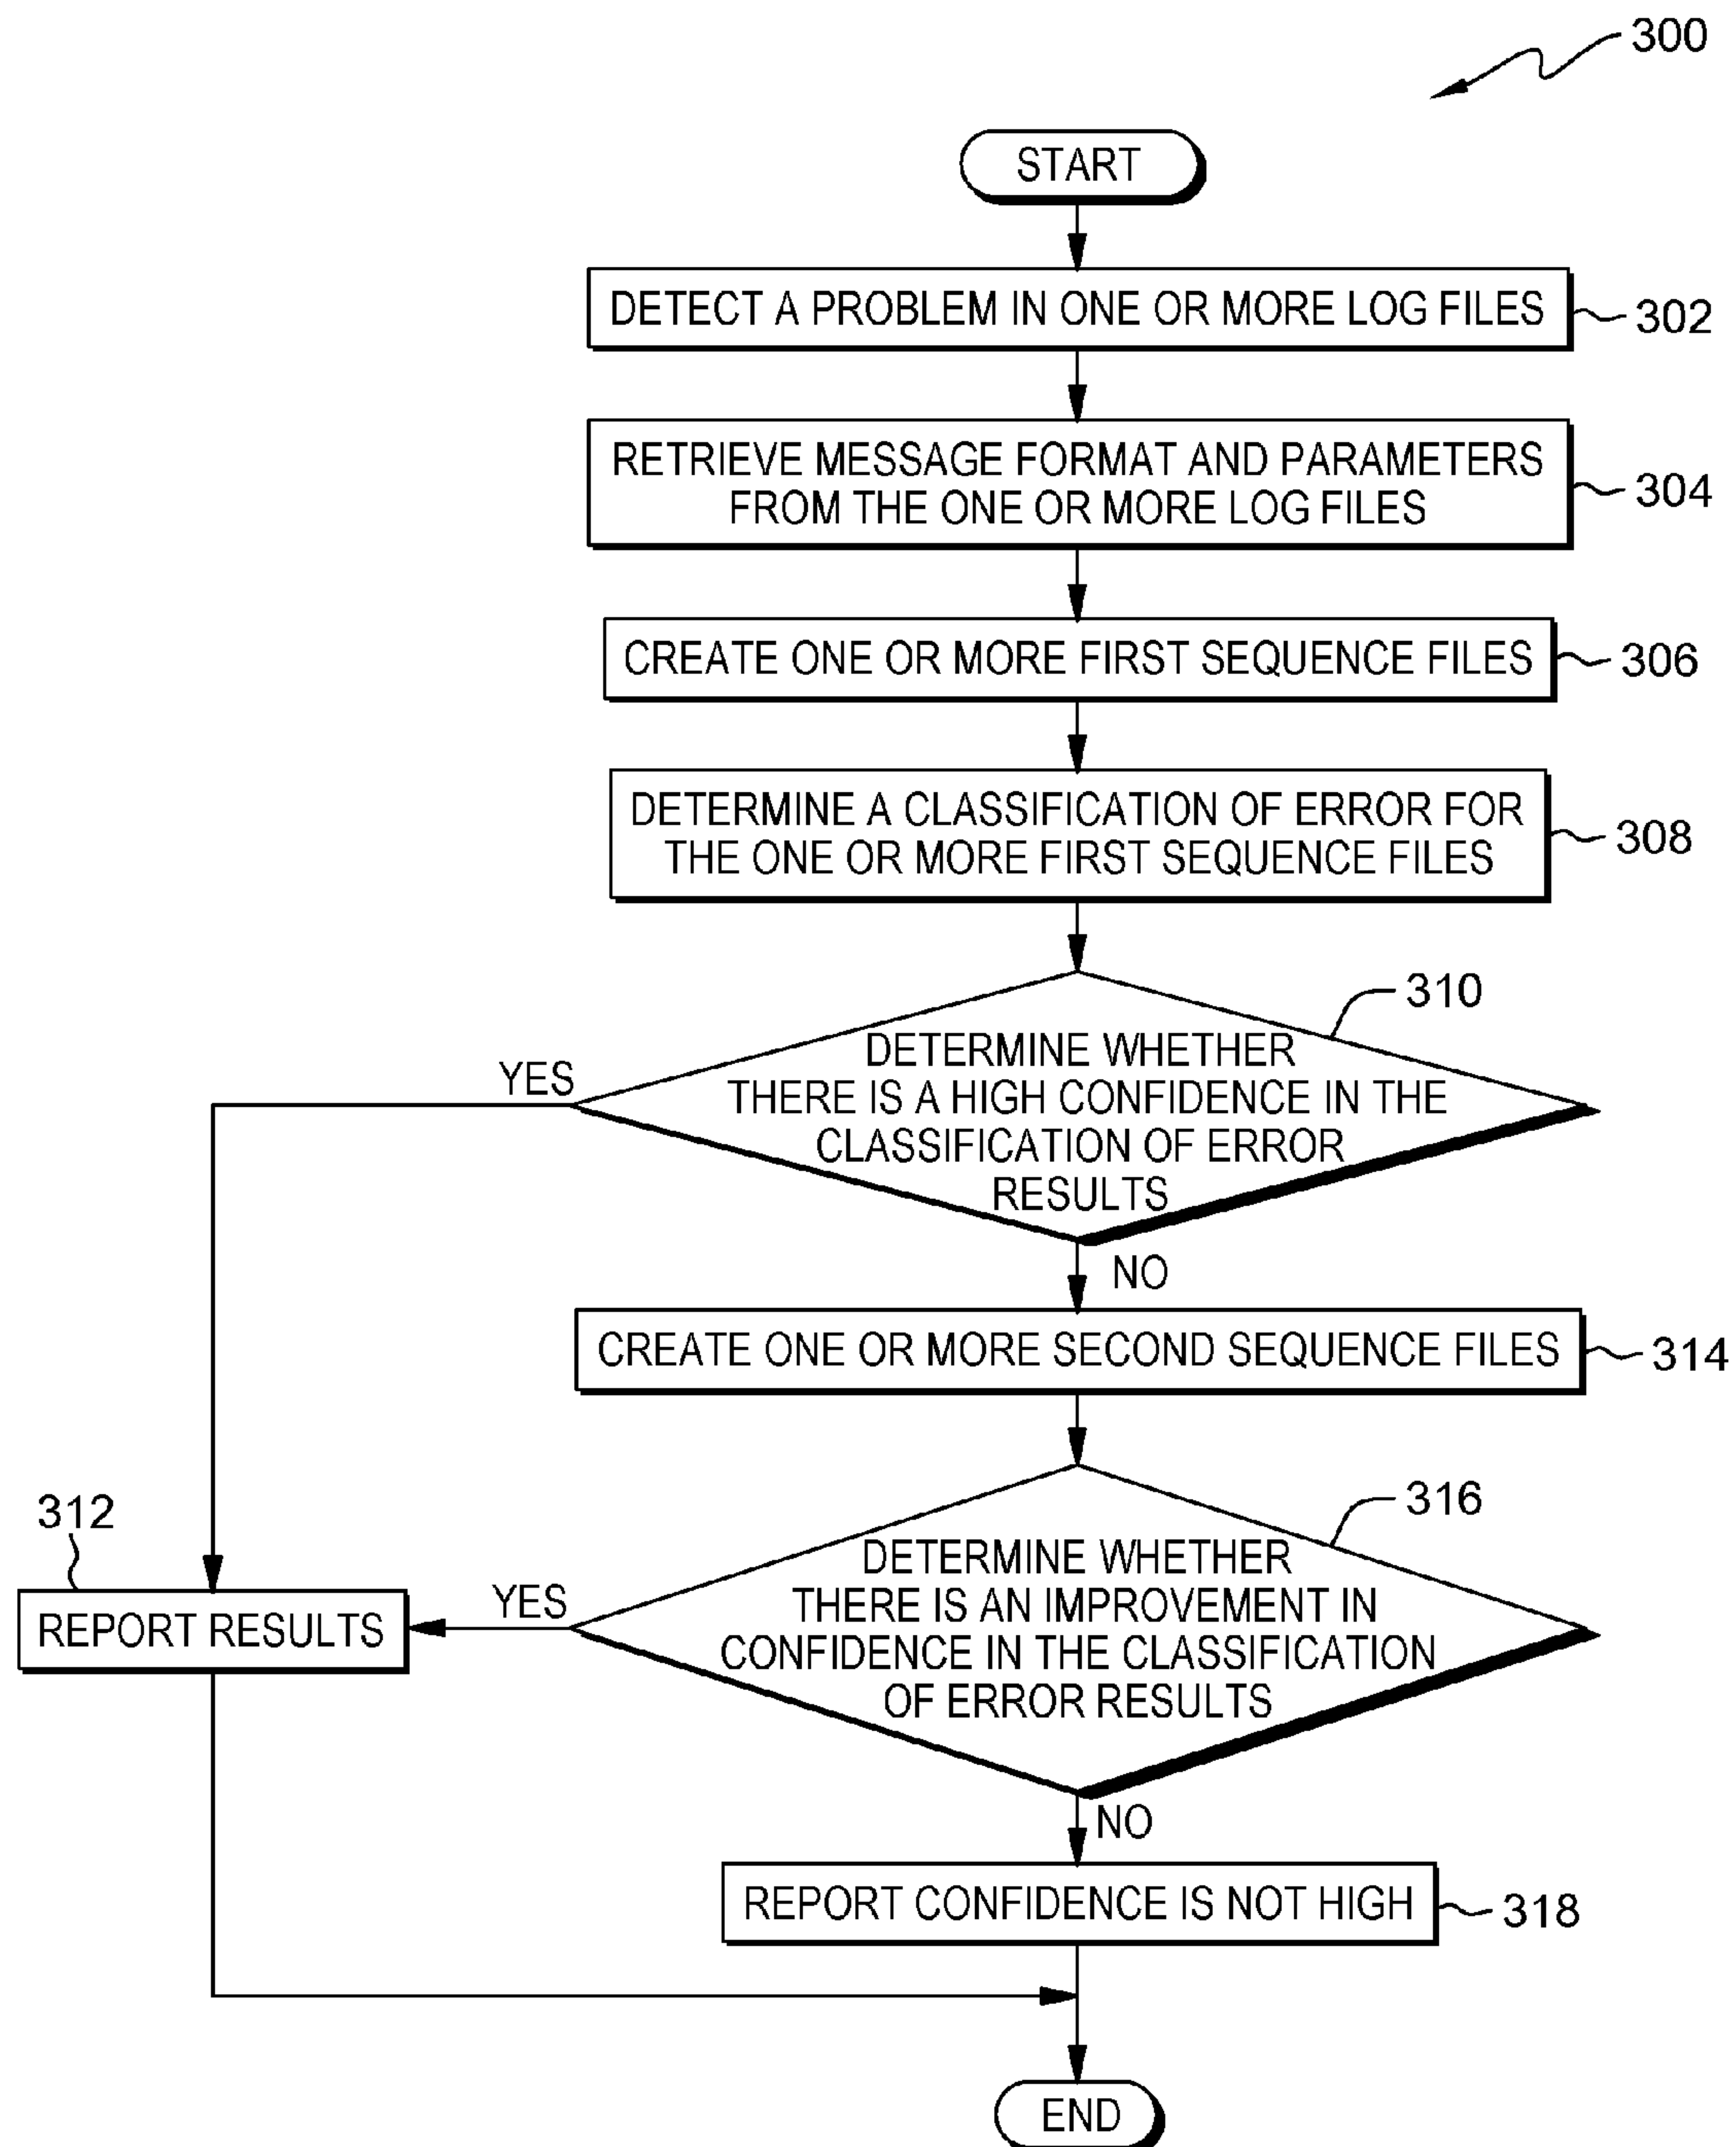 300
START
DETECT A PROBLEM IN ONE OR MORE LOG FILES
302
RETRIEVE MESSAGE FORMAT AND PARAMETERS
FROM THE ONE OR MORE LOG FILES
304
CREATE ONE OR MORE FIRST SEQUENCE FILES
306
DETERMINE A CLASSIFICATION OF ERROR FOR
THE ONE OR MORE FIRST SEQUENCE FILES
308
310
DETERMINE WHETHER
THERE IS A HIGH CONFIDENCE IN THE
CLASSIFICATION OF ERROR
RESULTS
YES
NO
CREATE ONE OR MORE SECOND SEQUENCE FILES
314
316
DETERMINE WHETHER
THERE IS AN IMPROVEMENT IN
CONFIDENCE IN THE CLASSIFICATION
OF ERROR RESULTS
YES
312
REPORT RESULTS
NO
REPORT CONFIDENCE IS NOT HIGH
318
END